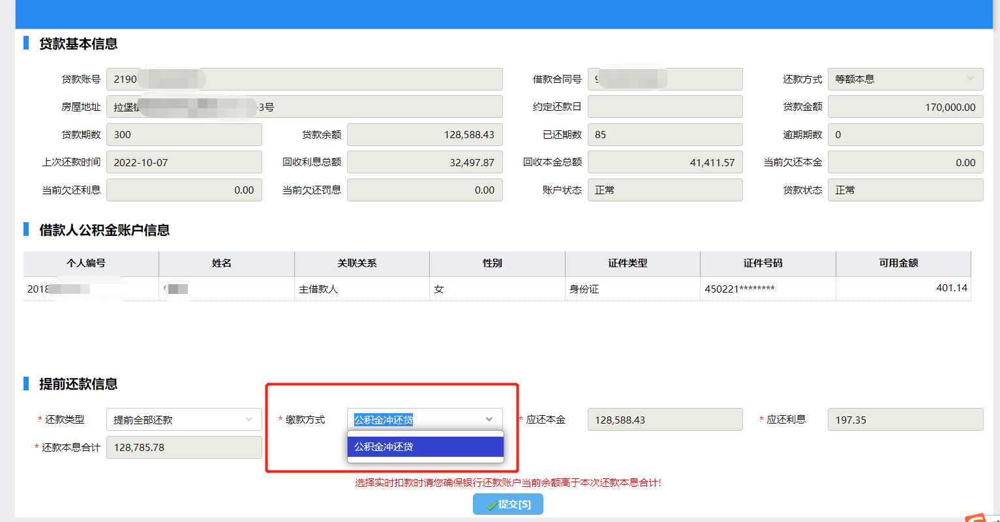 贷款基本信息
贷款账号 2190 借款合同号 还款方式 等额本息
房屋地址 拉堡 -3号 约定还款日 贷款金额 170,000.00
贷款期数 300 贷款余额 128,588.43 已还期数 85 逾期期数 0
上次还款时间 2022-10-07 回收利息总额 32,497.87 回收本金总额 41,411.57 当前欠还本金 0.00
当前欠还利息 0.00 当前欠还罚息 0.00 账户状态 正常 贷款状态 正常
借款人公积金账户信息
个人编号 姓名 关联关系 性别 证件类型 证件号码 可用金额
2018 * 主借款人 女 身份证 450221******** 401.14
提前还款信息
* 还款类型 提前全部还款 * 缴款方式 公积金冲还贷 * 应还本金 128,588.43 * 应还利息 197.35
* 还款本息合计 128,785.78 公积金冲还贷
选择实时扣款时请您确保银行还款账户当前余额高于本次还款本息合计!
提交[S]